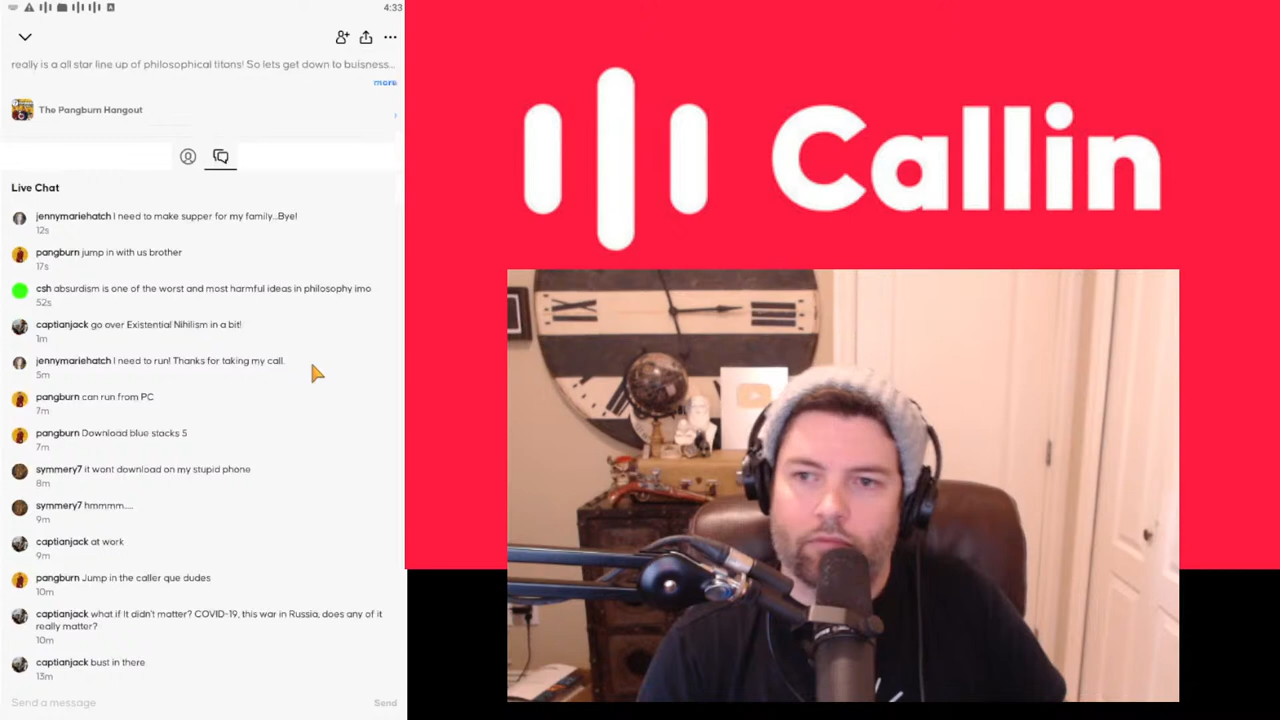 4:33
really is a all star line up of philosophical titans! So lets get down to buisness...
more
The Pangburn Hangout
Live Chat
jennymariehatch I need to make supper for my family...Bye!
12s
pangburn jump in with us brother
17s
csh absurdism is one of the worst and most harmful ideas in philosophy imo
52s
captianjack go over Existential Nihilism in a bit!
1m
jennymariehatch I need to run! Thanks for taking my call.
5m
pangburn can run from PC
7m
pangburn Download blue stacks 5
7m
symmery7 it wont download on my stupid phone
8m
symmery7 hmmmm....
9m
captianjack at work
9m
pangburn Jump in the caller que dudes
10m
captianjack what if It didn't matter? COVID-19, this war in Russia, does any of it
really matter?
10m
captianjack bust in there
13m
Send a message Send
Callin